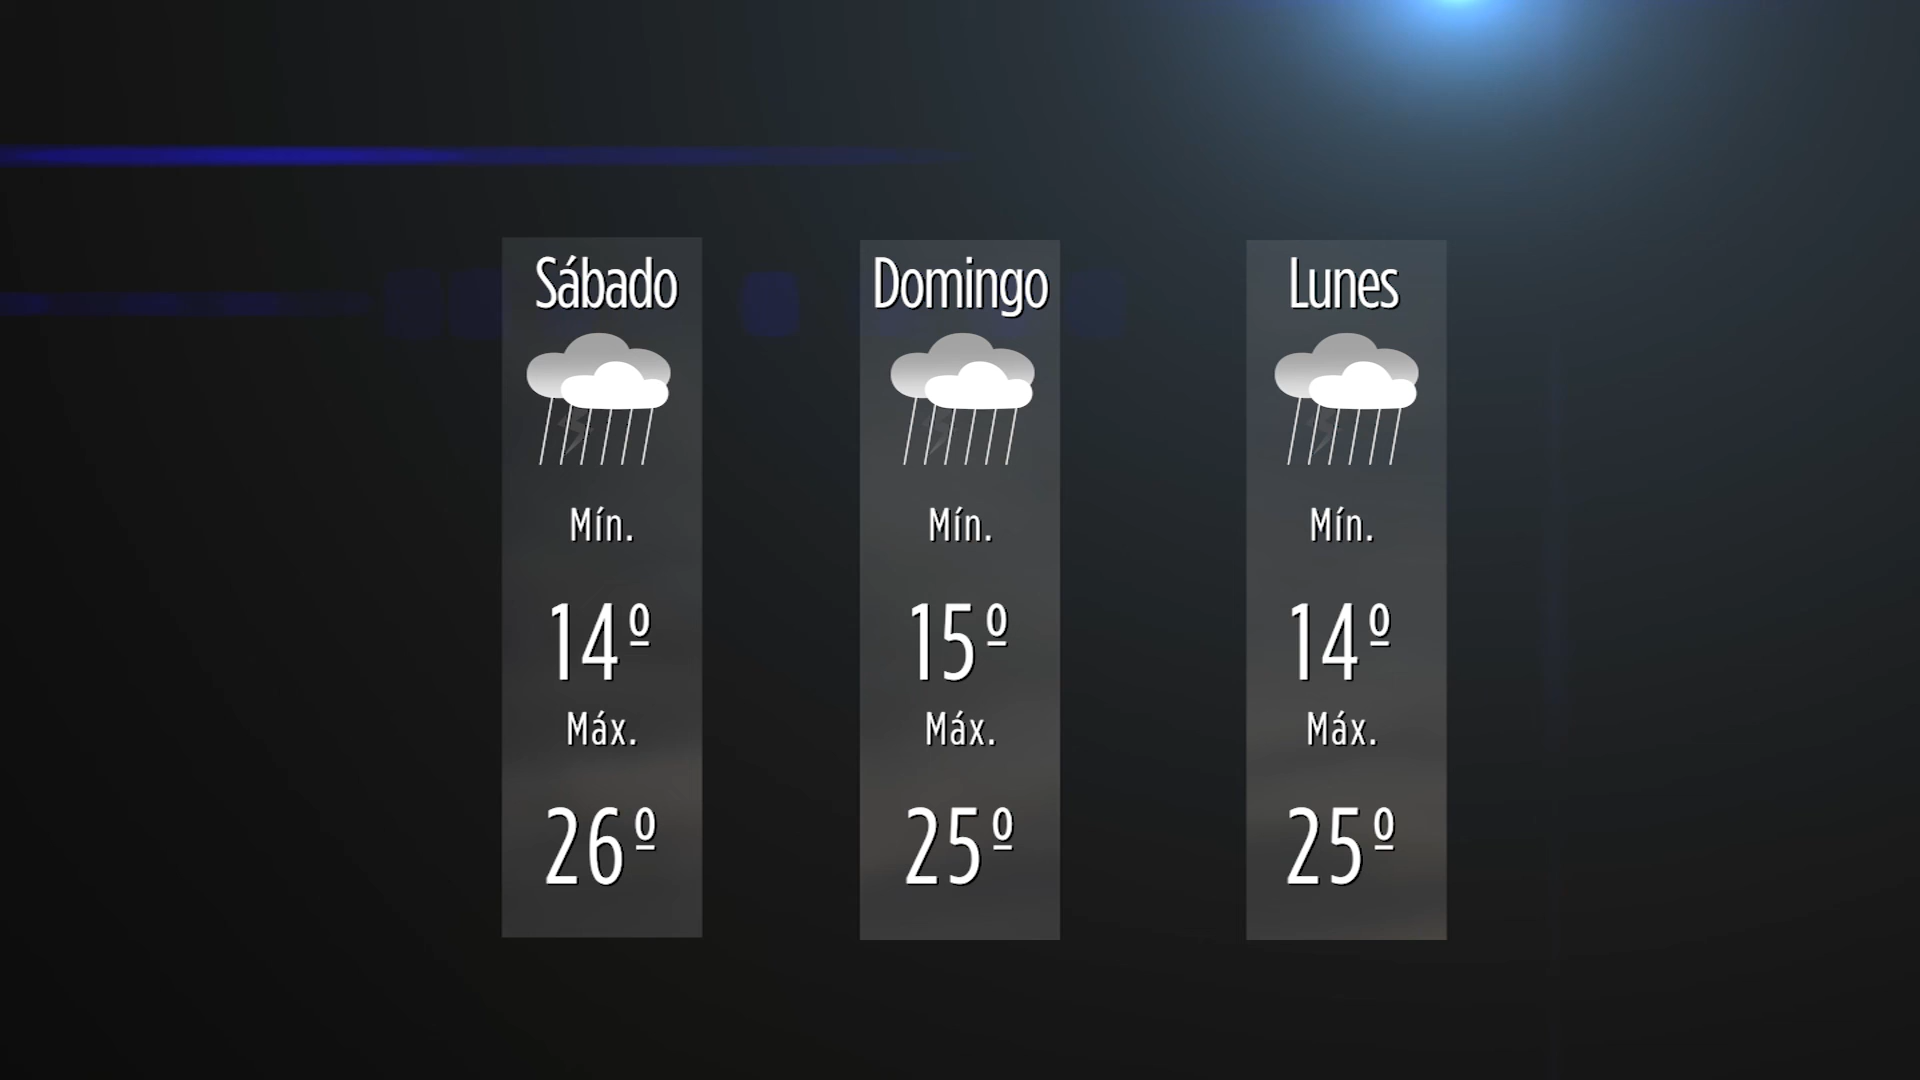 Sábado
Mín.
14º
Máx.
26º
Domingo
Mín.
15º
Máx.
25º
Lunes
Mín.
14º
Máx.
25º